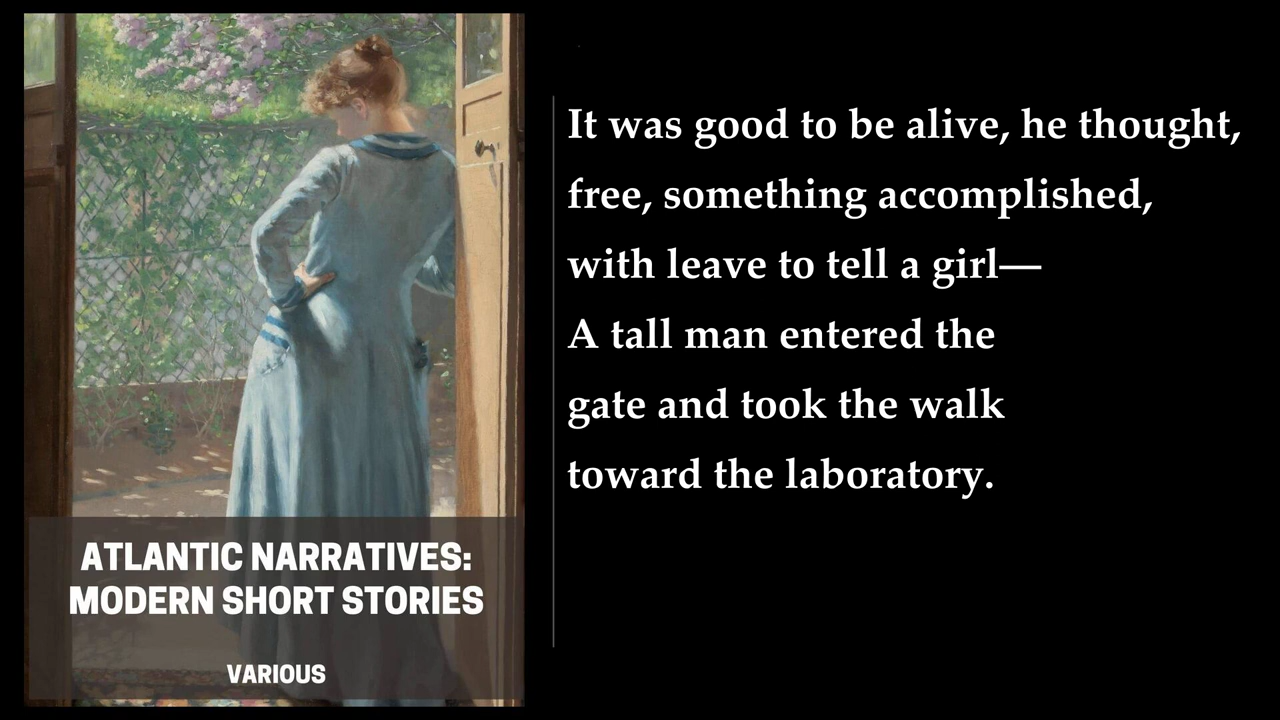 It was good to be alive, he thought,
free, something accomplished,
with leave to tell a girl—
A tall man entered the
gate and took the walk
toward the laboratory.
ATLANTIC NARRATIVES:
MODERN SHORT STORIES
VARIOUS